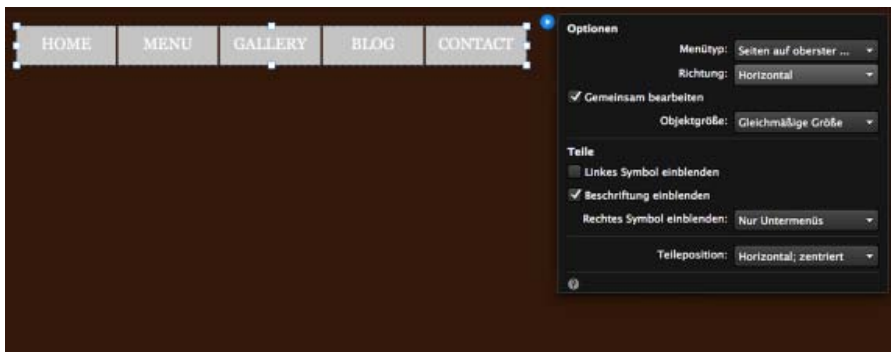 HOME MENU GALLERY BLOG CONTACT
Optionen
Menütyp: Seiten auf oberster ...
Richtung: Horizontal
Gemeinsam bearbeiten
Objektgröße: Gleichmäßige Größe
Teile
Linkes Symbol einblenden
Beschriftung einblenden
Rechtes Symbol einblenden: Nur Untermenüs
Teileposition: Horizontal; zentriert
?